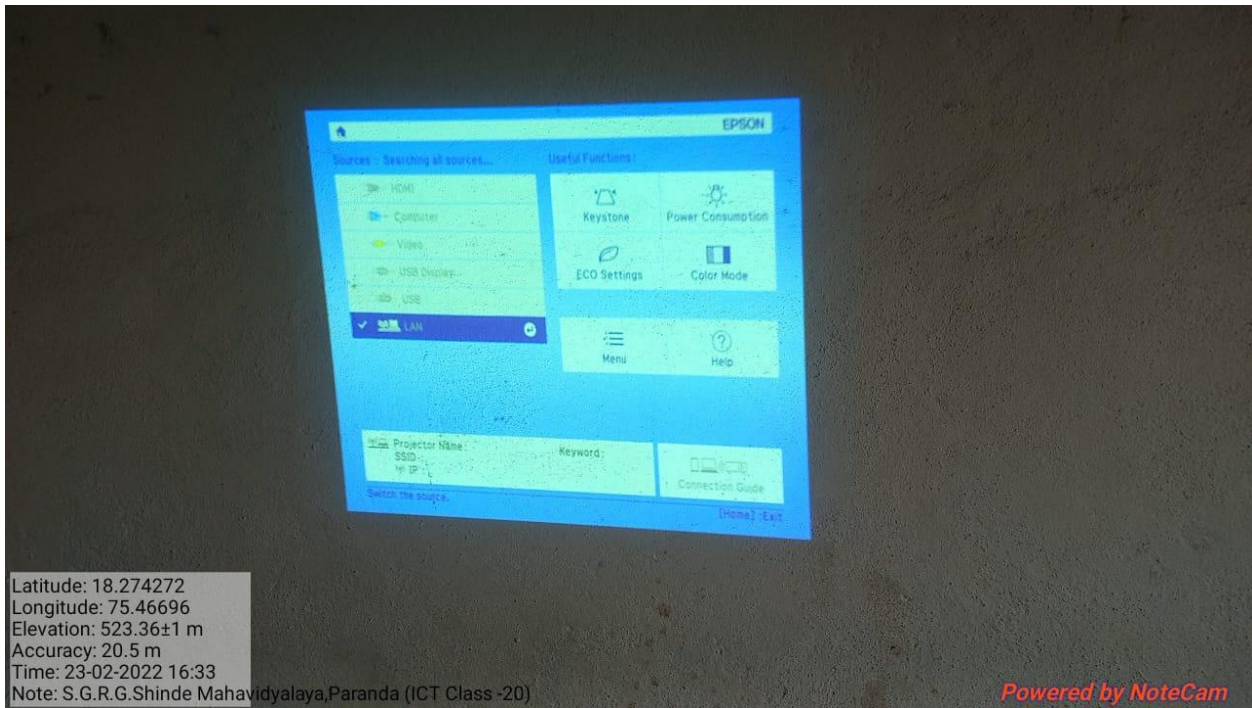 EPSON
Sources : Searching all sources...
HDMI
Computer
Video
USB Display
USB
LAN
Useful Functions :
Keystone
Power Consumption
ECO Settings
Color Mode
Menu
Help
Projector Name :
SSID :
IP :
Keyword :
Connection Guide
Switch the source.
[Home] :Exit
Latitude: 18.274272
Longitude: 75.46696
Elevation: 523.36±1 m
Accuracy: 20.5 m
Time: 23-02-2022 16:33
Note: S.G.R.G.Shinde Mahavidyalaya,Paranda (ICT Class -20)
Powered by NoteCam